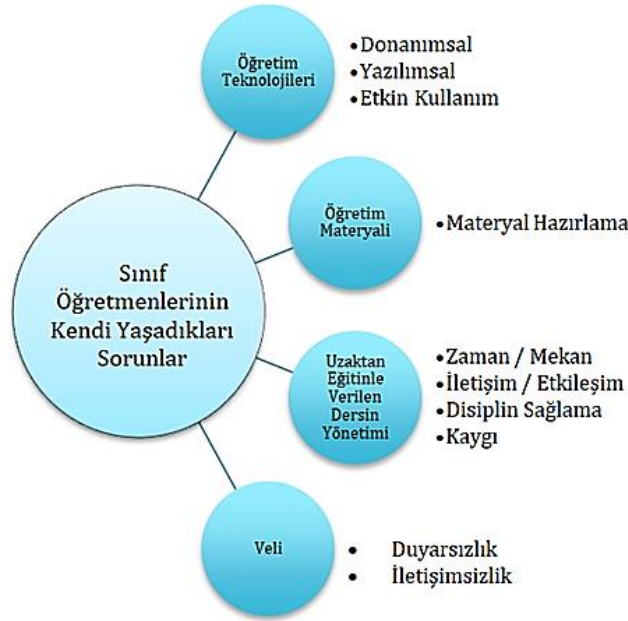 Öğretim
Teknolojileri
•Donanımsal
•Yazılımsal
•Etkin Kullanım
Öğretim
Materyali
•Materyal Hazırlama
Sınıf
Öğretmenlerinin
Kendi Yaşadıkları
Sorunlar
Uzaktan
Eğitinle
Verilen
Dersin
Yönetimi
•Zaman / Mekan
•İletişim / Etkileşim
•Disiplin Sağlama
•Kaygı
Veli
• Duyarsızlık
• İletişimsizlik